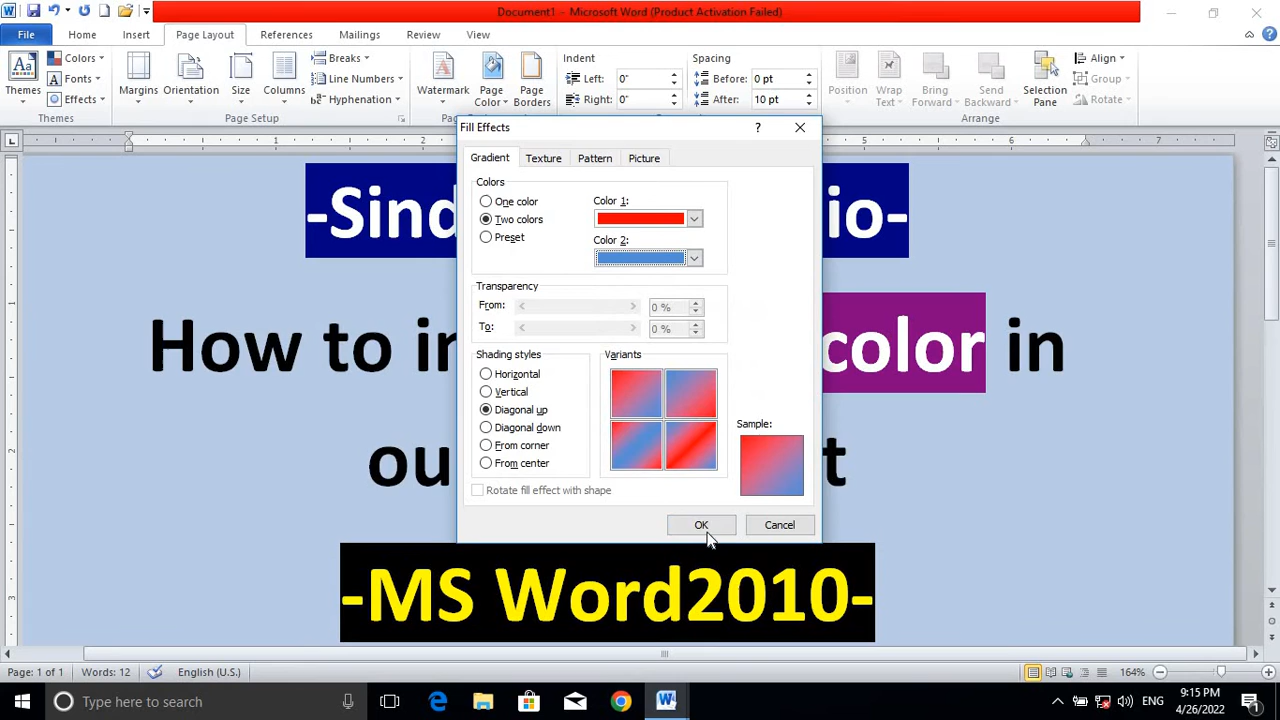 Document1 - Microsoft Word (Product Activation Failed)
File Home Insert Page Layout References Mailings Review View
Themes
Colors
Fonts
Effects
Margins
Orientation
Size
Columns
Breaks
Line Numbers
Hyphenation
Watermark
Page
Color
Page
Borders
Indent
Left: 0"
Right: 0"
Spacing
Before: 0 pt
After: 10 pt
Position
Wrap
Text
Bring
Forward
Send
Backward
Selection
Pane
Align
Group
Rotate
Themes
Page Setup
Arrange
Fill Effects
Gradient Texture Pattern Picture
Colors
One color
Two colors
Preset
Color 1:
Color 2:
Transparency
From: 0 %
To: 0 %
Shading styles
Horizontal
Vertical
Diagonal up
Diagonal down
From corner
From center
Variants
Sample:
Rotate fill effect with shape
OK Cancel
How to
color in
-MS Word2010-
Page: 1 of 1 Words: 12 English (U.S.) 164%
Type here to search
ENG
9:15 PM
4/26/2022